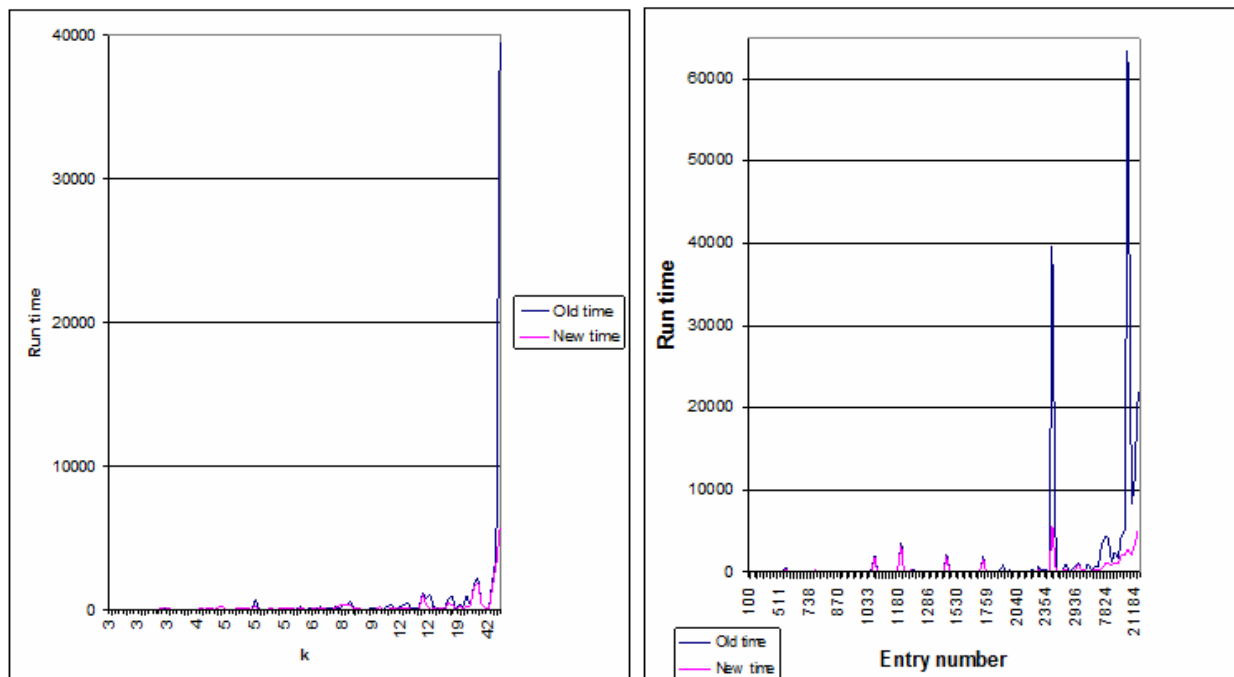 40000
30000
20000
10000
0
Run time
3 3 3 4 5 5 5 6 8 9 12 12 19 42
k
Old time
New time
60000
50000
40000
30000
20000
10000
0
Run time
100 511 738 870 1033 1180 1286 1530 1759 2040 2354 2936 7824 21184
Entry number
Old time
New time